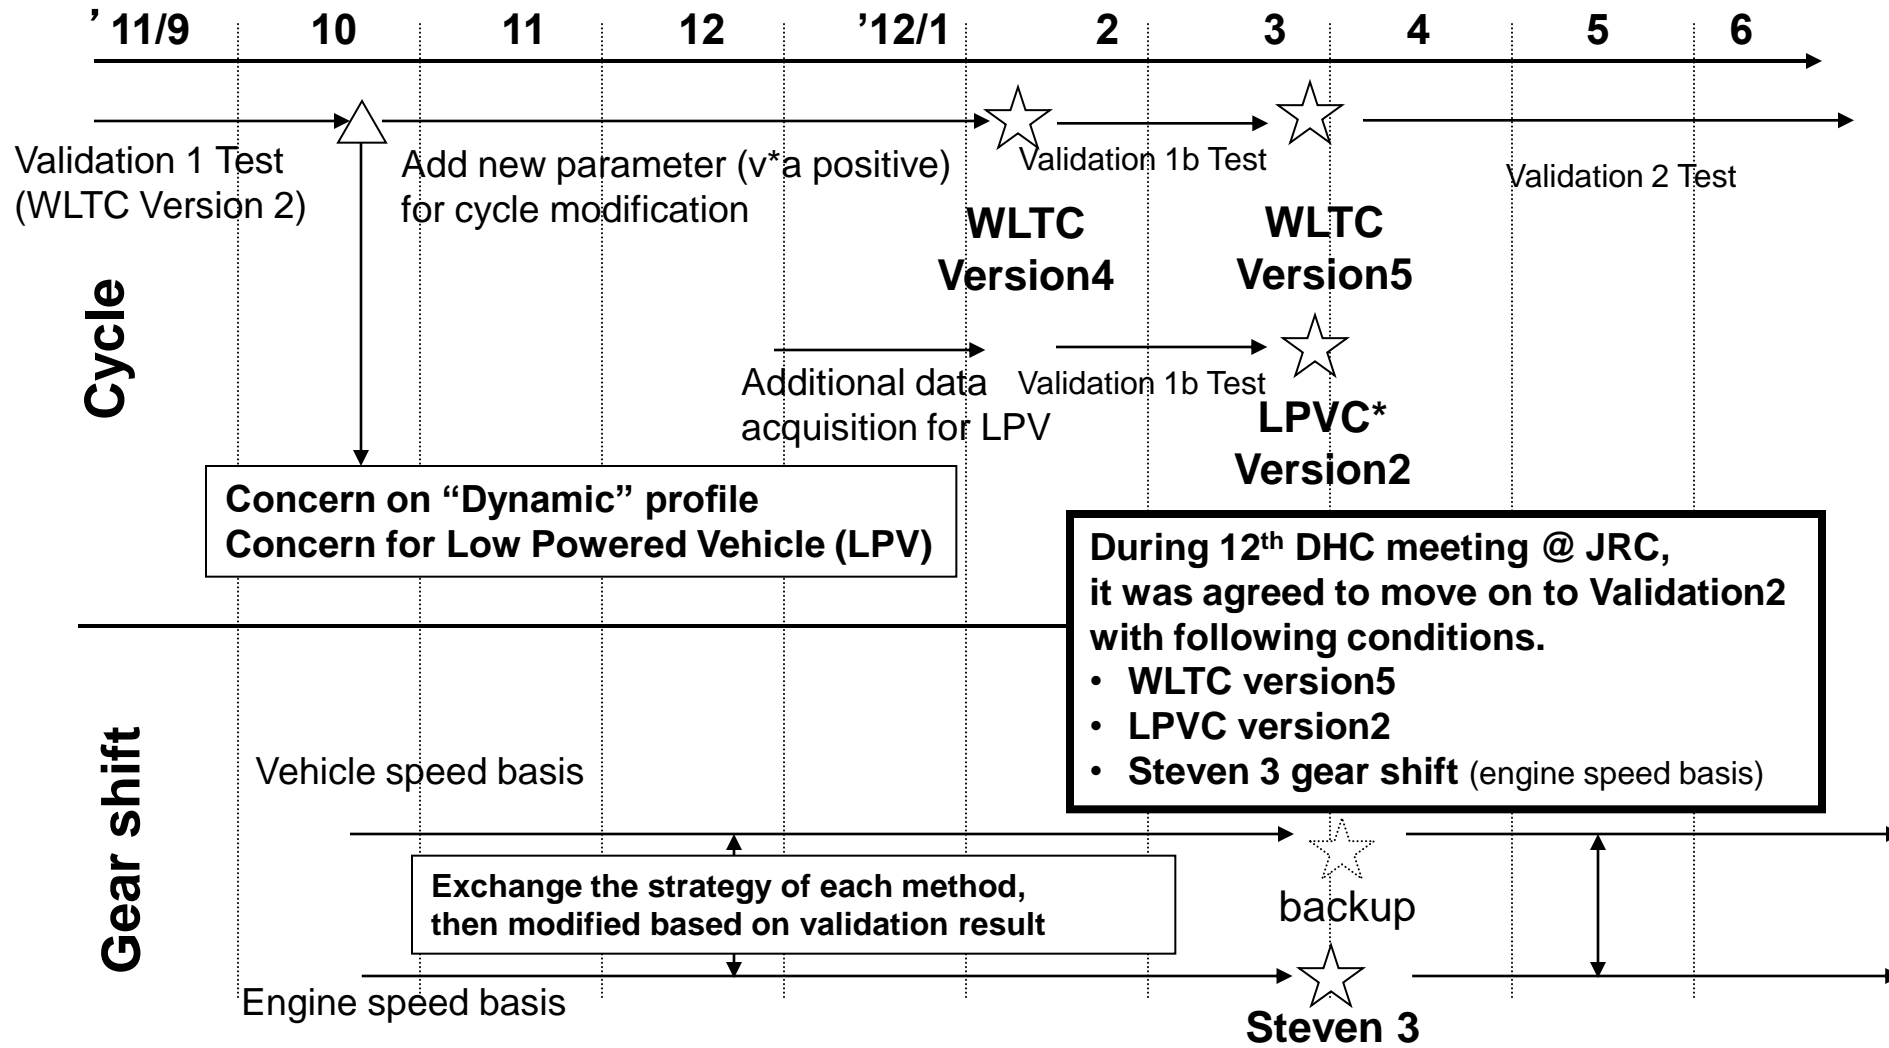 ’ 11/9 10 11 12 ’12/1 2 3 4 5 6
Validation 1 Test
(WLTC Version 2)
Add new parameter (v*a positive)
for cycle modification
Validation 1b Test
Validation 2 Test
WLTC
Version4
WLTC
Version5
Cycle
Additional data
acquisition for LPV
Validation 1b Test
LPVC*
Version2
Concern on “Dynamic” profile
Concern for Low Powered Vehicle (LPV)
During 12th DHC meeting @ JRC,
it was agreed to move on to Validation2
with following conditions.
• WLTC version5
• LPVC version2
• Steven 3 gear shift (engine speed basis)
Gear shift
Vehicle speed basis
Exchange the strategy of each method,
then modified based on validation result
backup
Engine speed basis
Steven 3